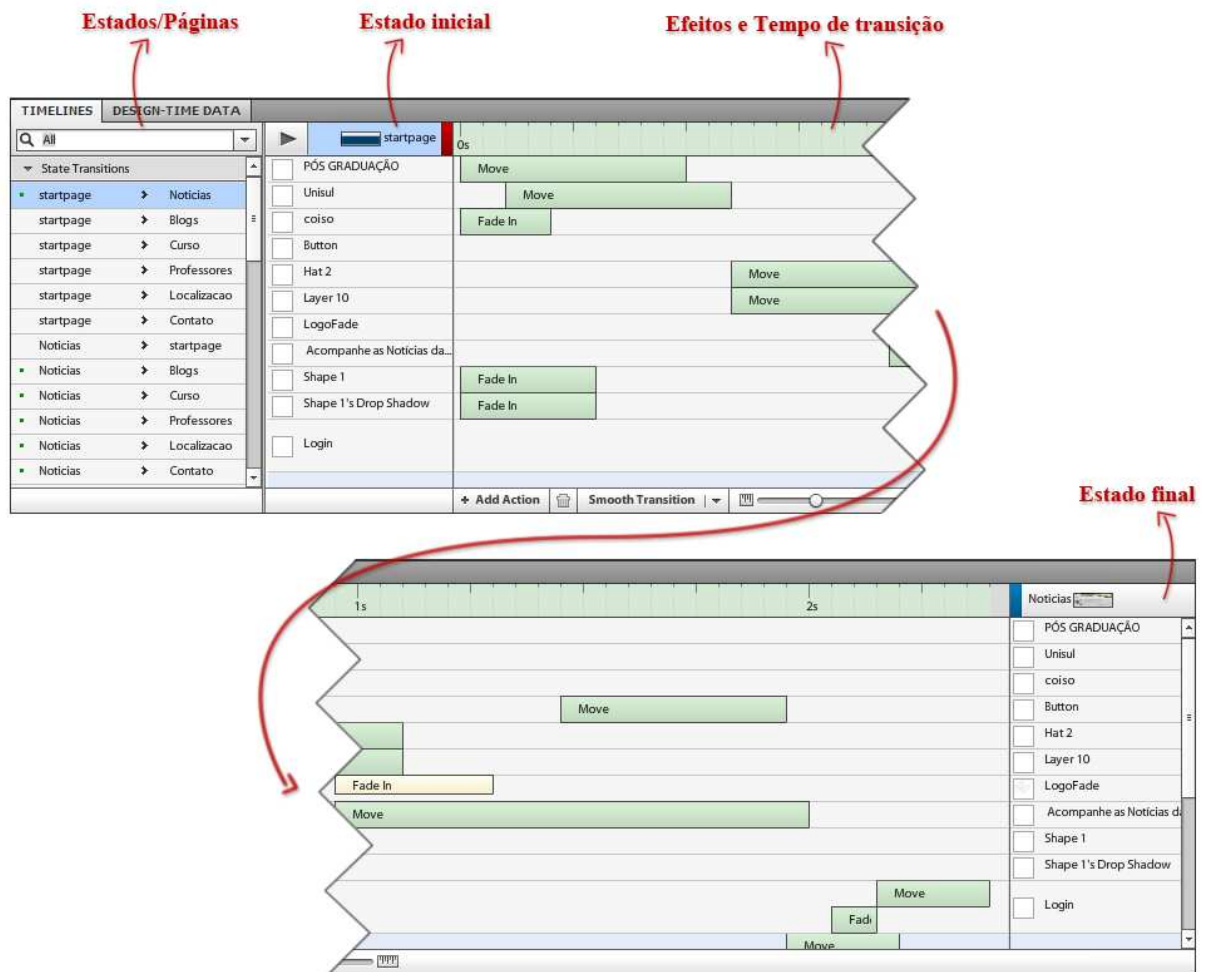 Estados/Páginas
Estado inicial
Efeitos e Tempo de transição
TIMELINES
DESIGN-TIME DATA
All
startpage
0s
State Transitions
startpage Noticias
startpage Blogs
startpage Curso
startpage Professores
startpage Localizacao
startpage Contato
Noticias startpage
Noticias Blogs
Noticias Curso
Noticias Professores
Noticias Localizacao
Noticias Contato
PÓS GRADUAÇÃO Move
Unisul Move
coiso Fade In
Button
Hat 2 Move
Layer 10 Move
LogoFade
Acompanhe as Notícias da...
Shape 1 Fade In
Shape 1's Drop Shadow Fade In
Login
+ Add Action
Smooth Transition
Estado final
1s
2s
Noticias
PÓS GRADUAÇÃO
Unisul
coiso
Move Button
Hat 2
Layer 10
Fade In LogoFade
Move Acompanhe as Notícias da
Shape 1
Shape 1's Drop Shadow
Move
Login
Fade
Move